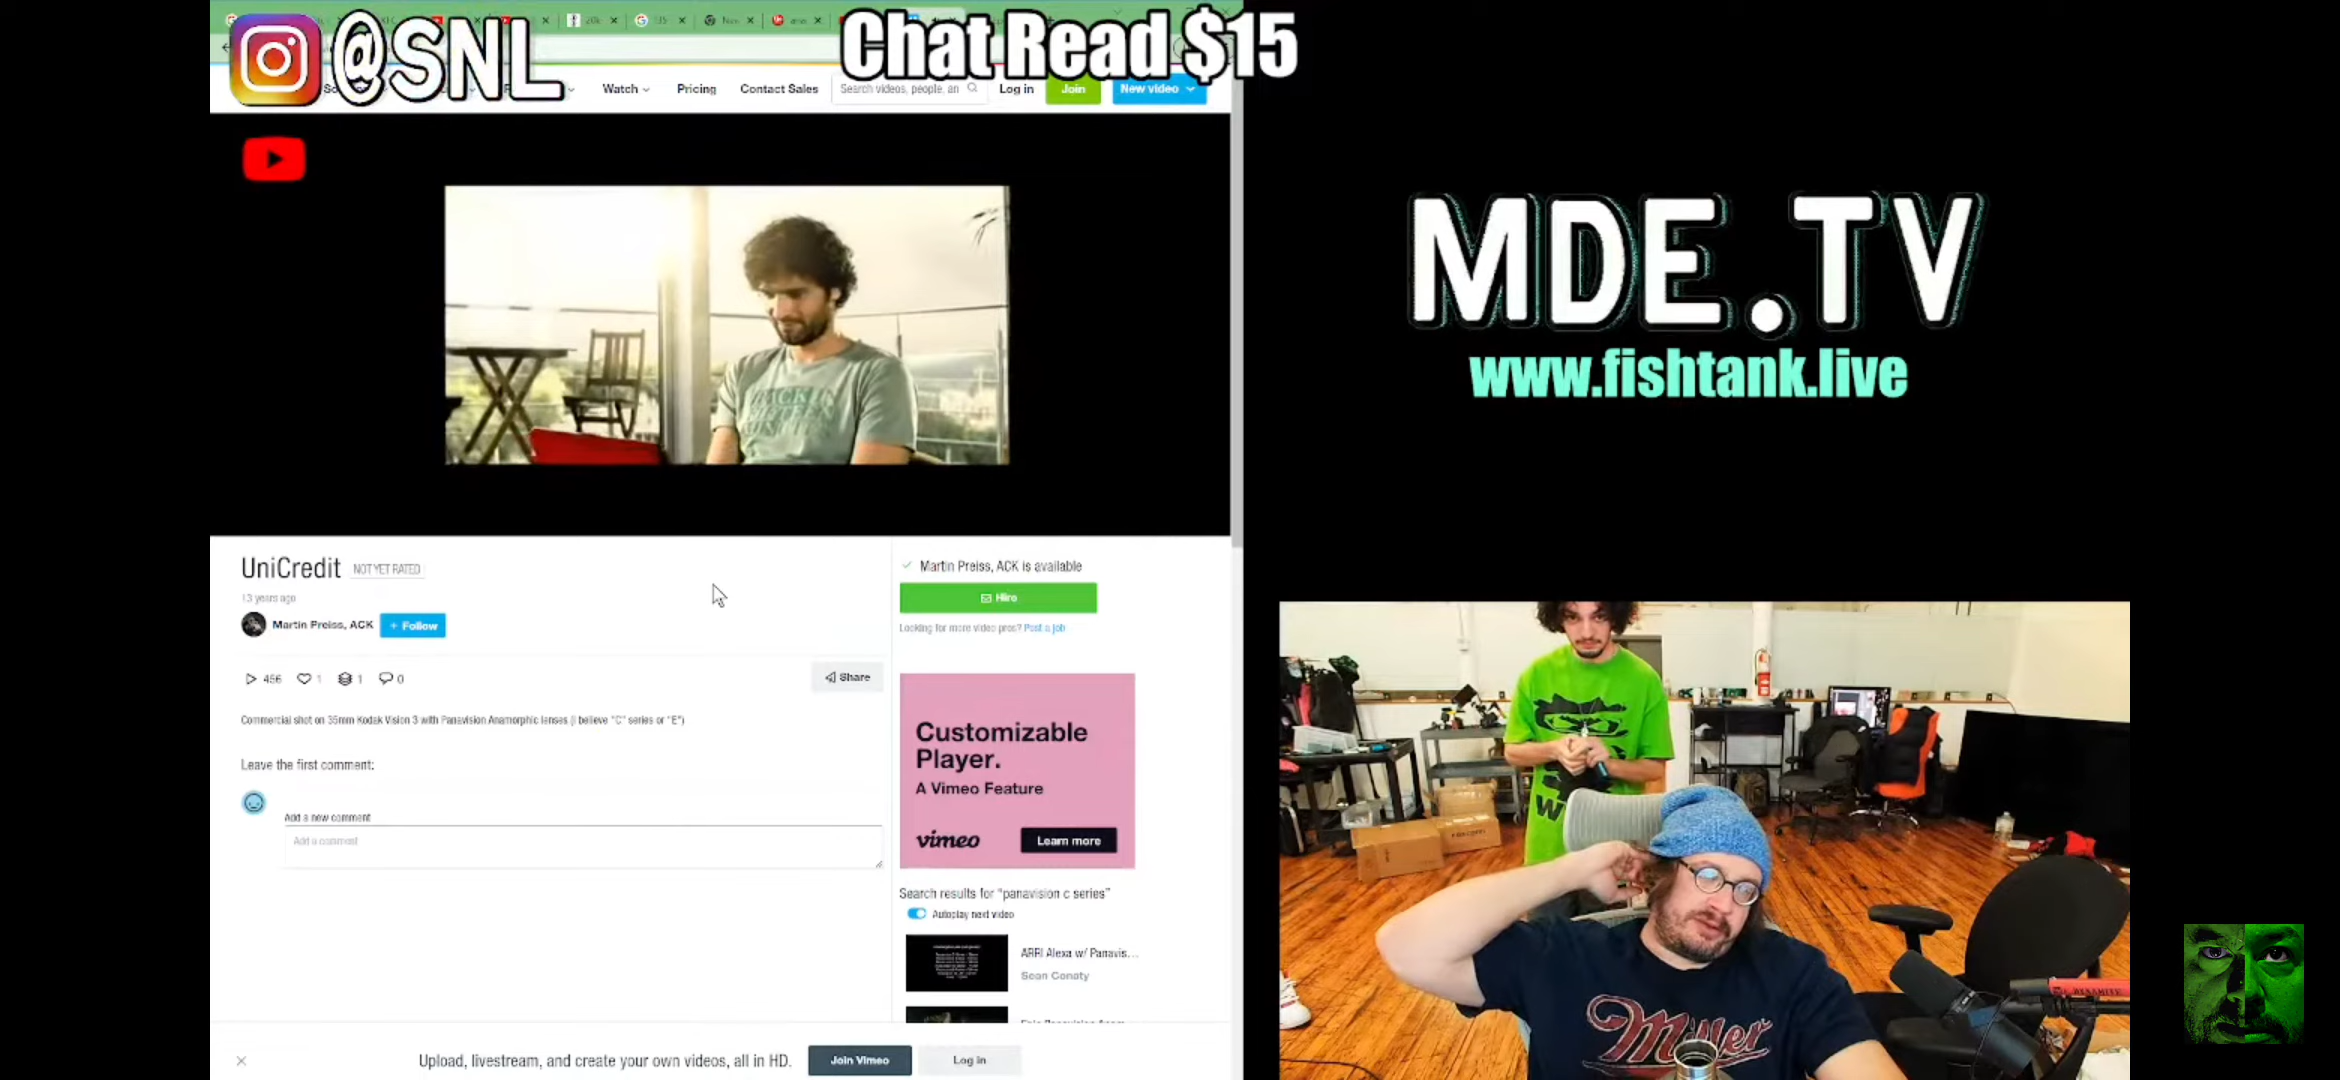 @SNL
Chat Read $15
Watch
Pricing
Contact Sales
Search videos, people, an
Log in
Join
New video
MDE.TV
www.fishtank.live
UniCredit
NOT YET RATED
13 years ago
Martin Preiss, ACK
+ Follow
456
1
1
0
Share
Commercial shot on 35mm Kodak Vision 3 with Panavision Anamorphic lenses (I believe "C" series or "E")
Leave the first comment:
Add a new comment
Add a comment
Martin Preiss, ACK is available
Hire
Looking for more video pros? Post a job
Customizable
Player.
A Vimeo Feature
vimeo
Learn more
Search results for "panavision c series"
Autoplay next video
ARRI Alexa w/ Panavis...
Sean Conaty
Upload, livestream, and create your own videos, all in HD.
Join Vimeo
Log in
Miller